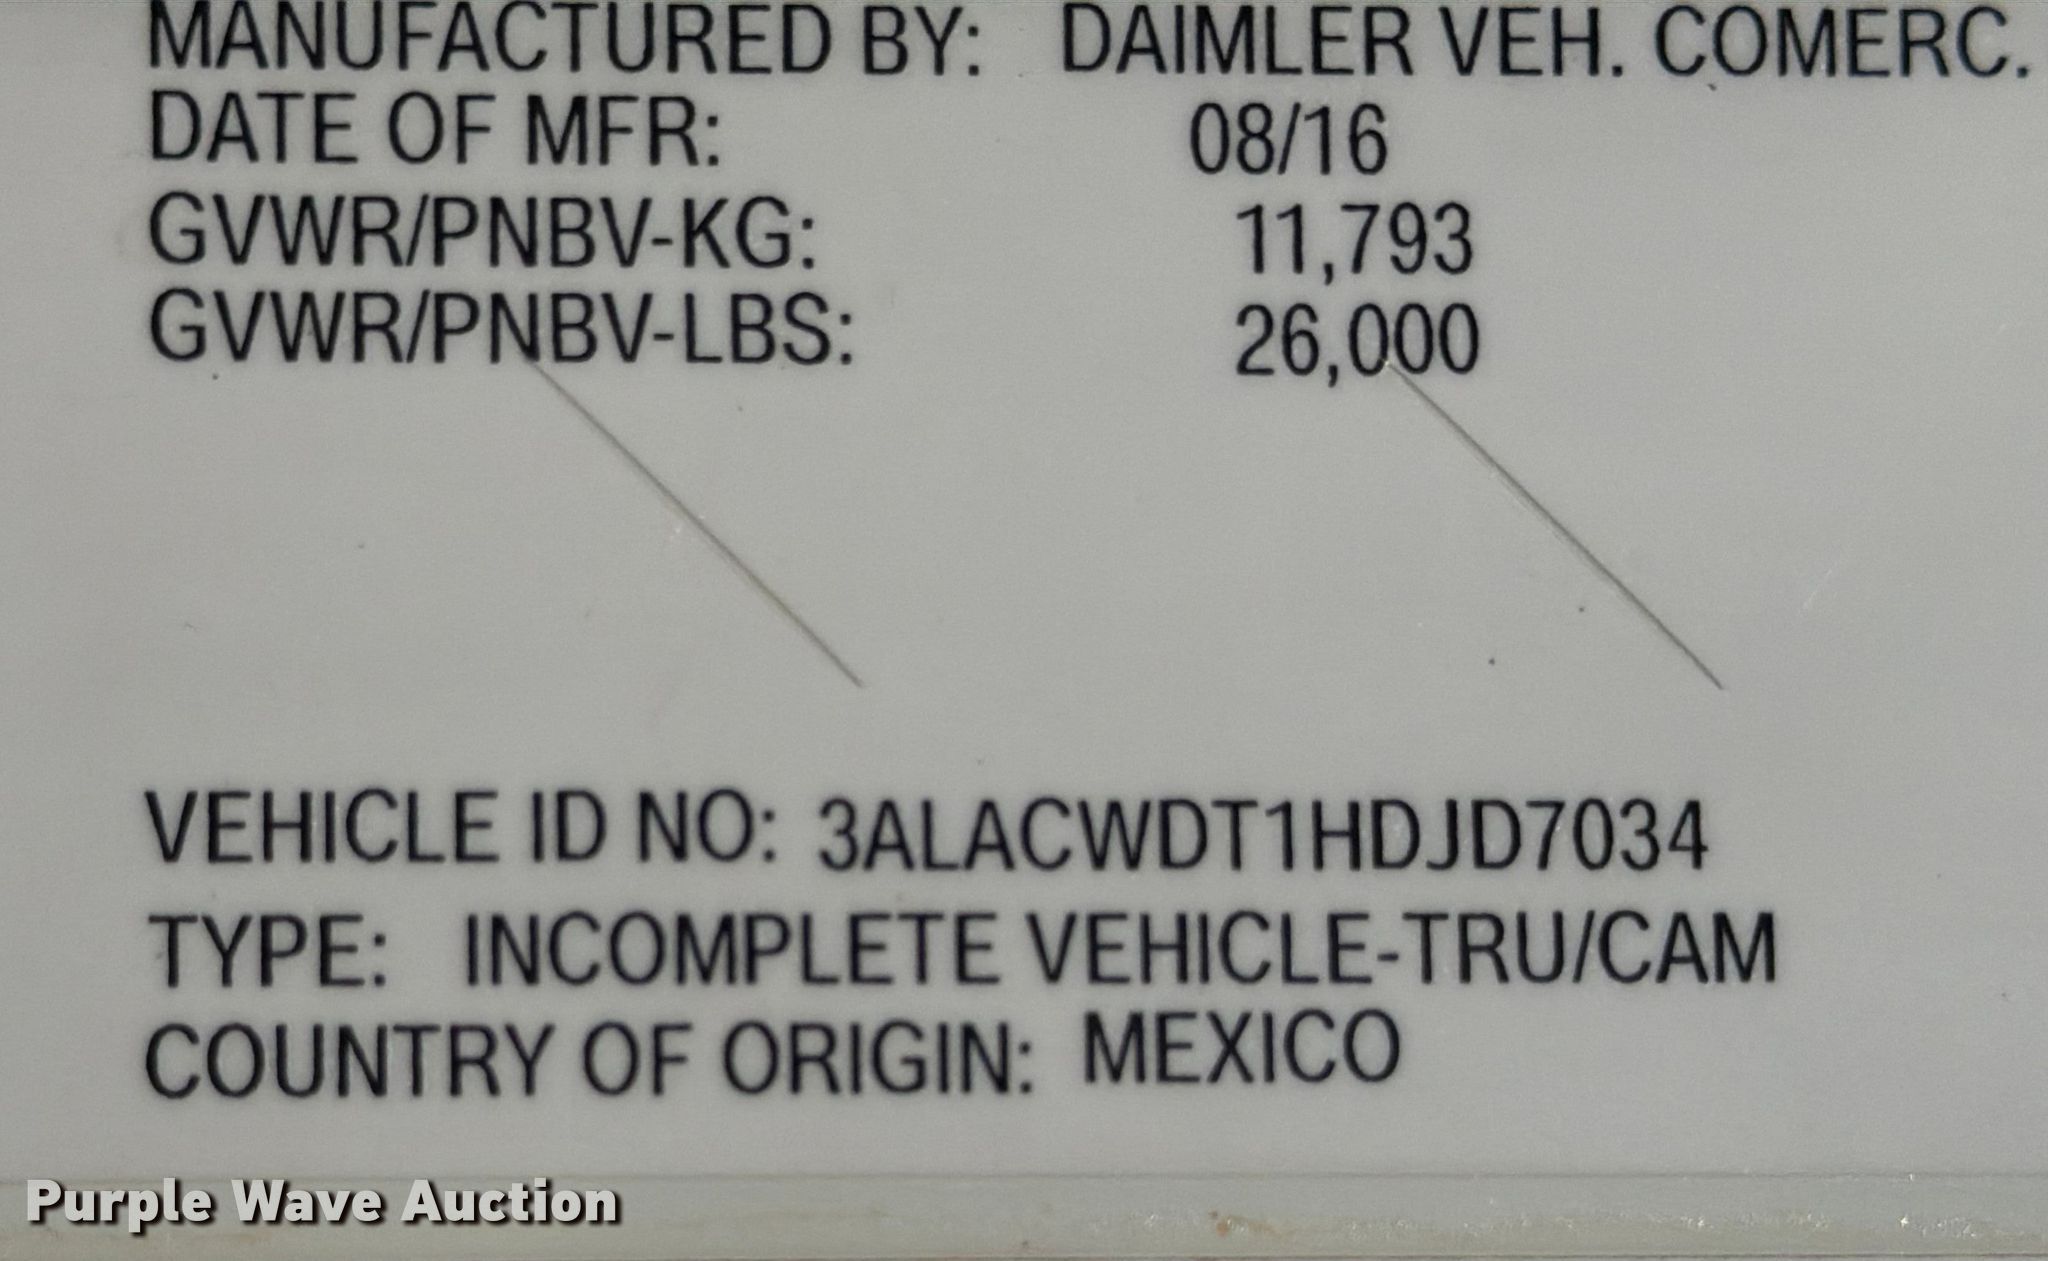 MANUFACTURED BY: DAIMLER VEH. COMERC.
DATE OF MFR: 08/16
GVWR/PNBV-KG: 11,793
GVWR/PNBV-LBS: 26,000
VEHICLE ID NO: 3ALACWDT1HDJD7034
TYPE: INCOMPLETE VEHICLE-TRU/CAM
COUNTRY OF ORIGIN: MEXICO
Purple Wave Auction